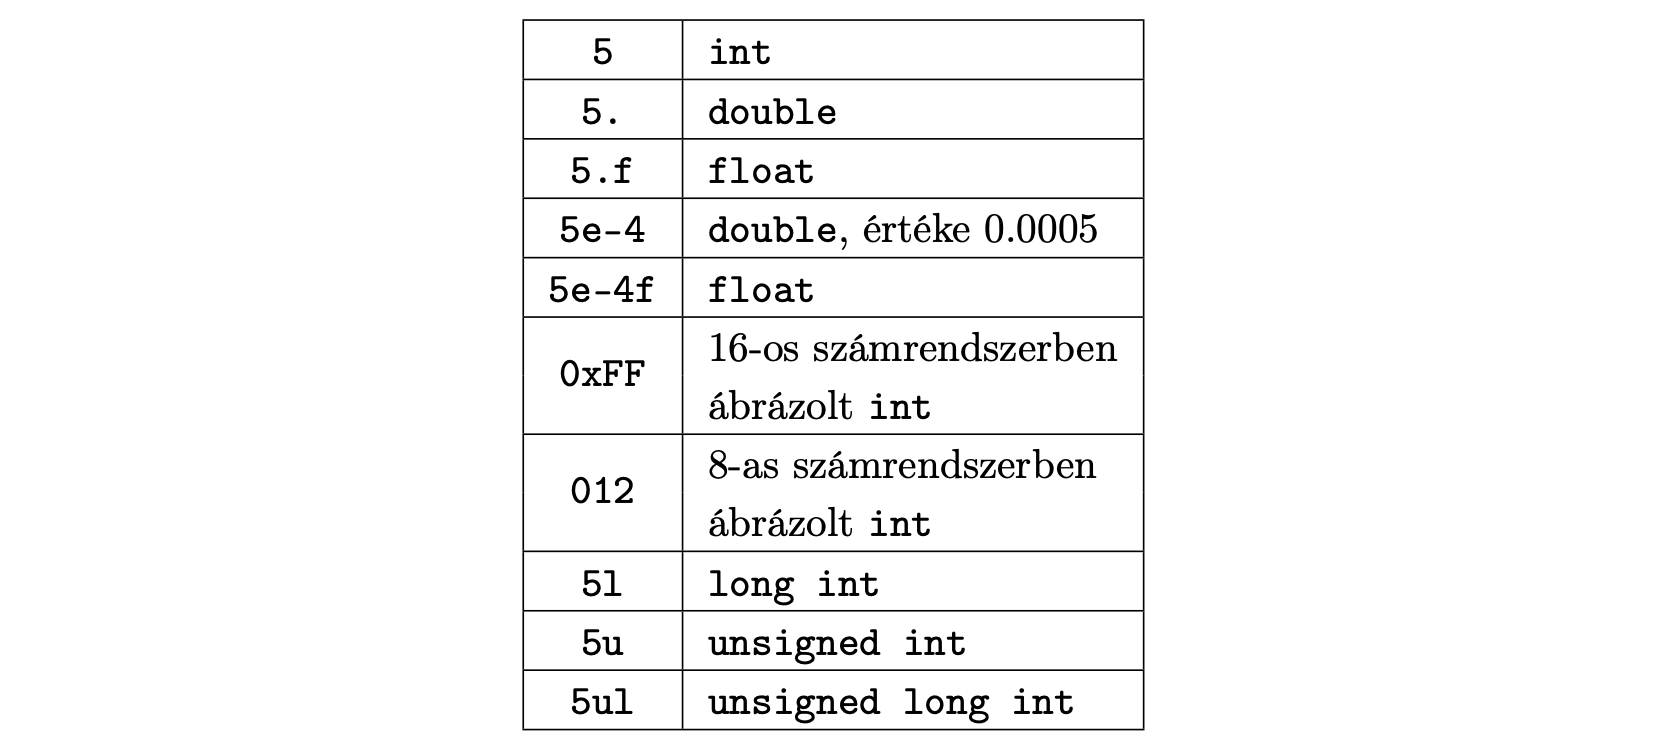 5 int
5. double
5.f float
5e-4 double, értéke 0.0005
5e-4f float
0xFF 16-os számrendszerben
ábrázolt int
012 8-as számrendszerben
ábrázolt int
5l long int
5u unsigned int
5ul unsigned long int